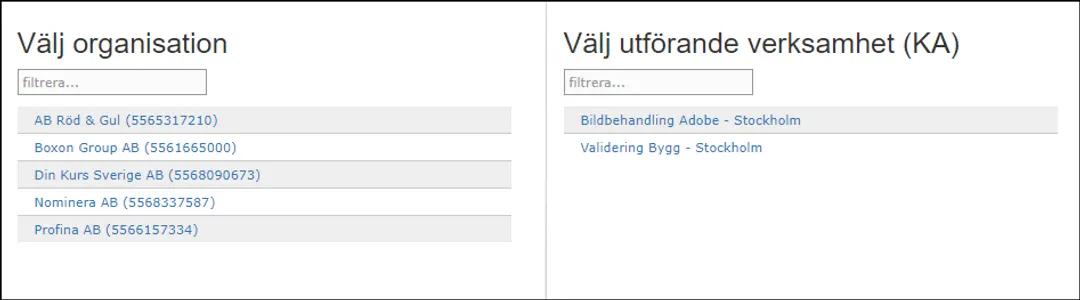 Välj organisation
filtrera...
AB Röd & Gul (5565317210)
Boxon Group AB (5561665000)
Din Kurs Sverige AB (5568090673)
Nominera AB (5568337587)
Profina AB (5566157334)
Välj utförande verksamhet (KA)
filtrera...
Bildbehandling Adobe - Stockholm
Validering Bygg - Stockholm